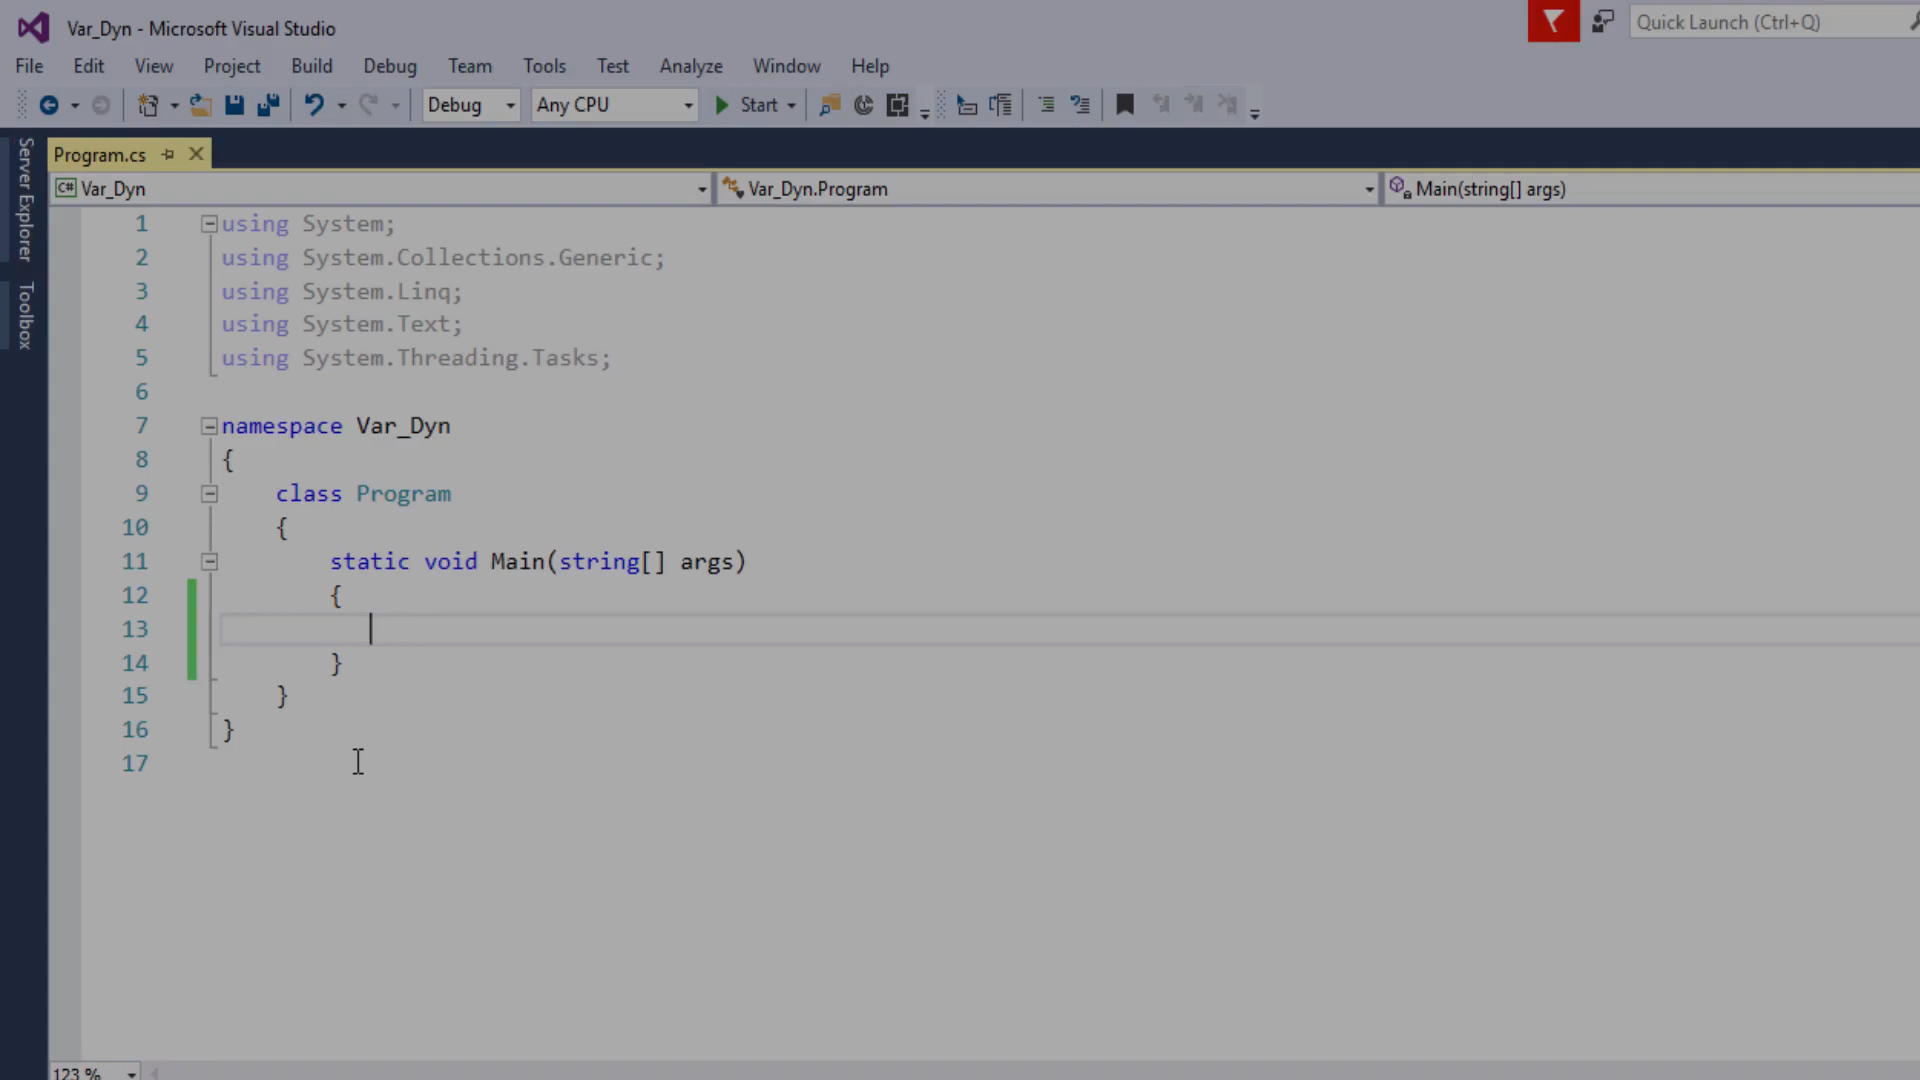 Var_Dyn - Microsoft Visual Studio
Quick Launch (Ctrl+Q)
File Edit View Project Build Debug Team Tools Test Analyze Window Help
Debug Any CPU Start
Server Explorer
Toolbox
Program.cs
C# Var_Dyn Var_Dyn.Program Main(string[] args)
1 using System;
2 using System.Collections.Generic;
3 using System.Linq;
4 using System.Text;
5 using System.Threading.Tasks;
6
7 namespace Var_Dyn
8 {
9 class Program
10 {
11 static void Main(string[] args)
12 {
13
14 }
15 }
16 }
17
123 %